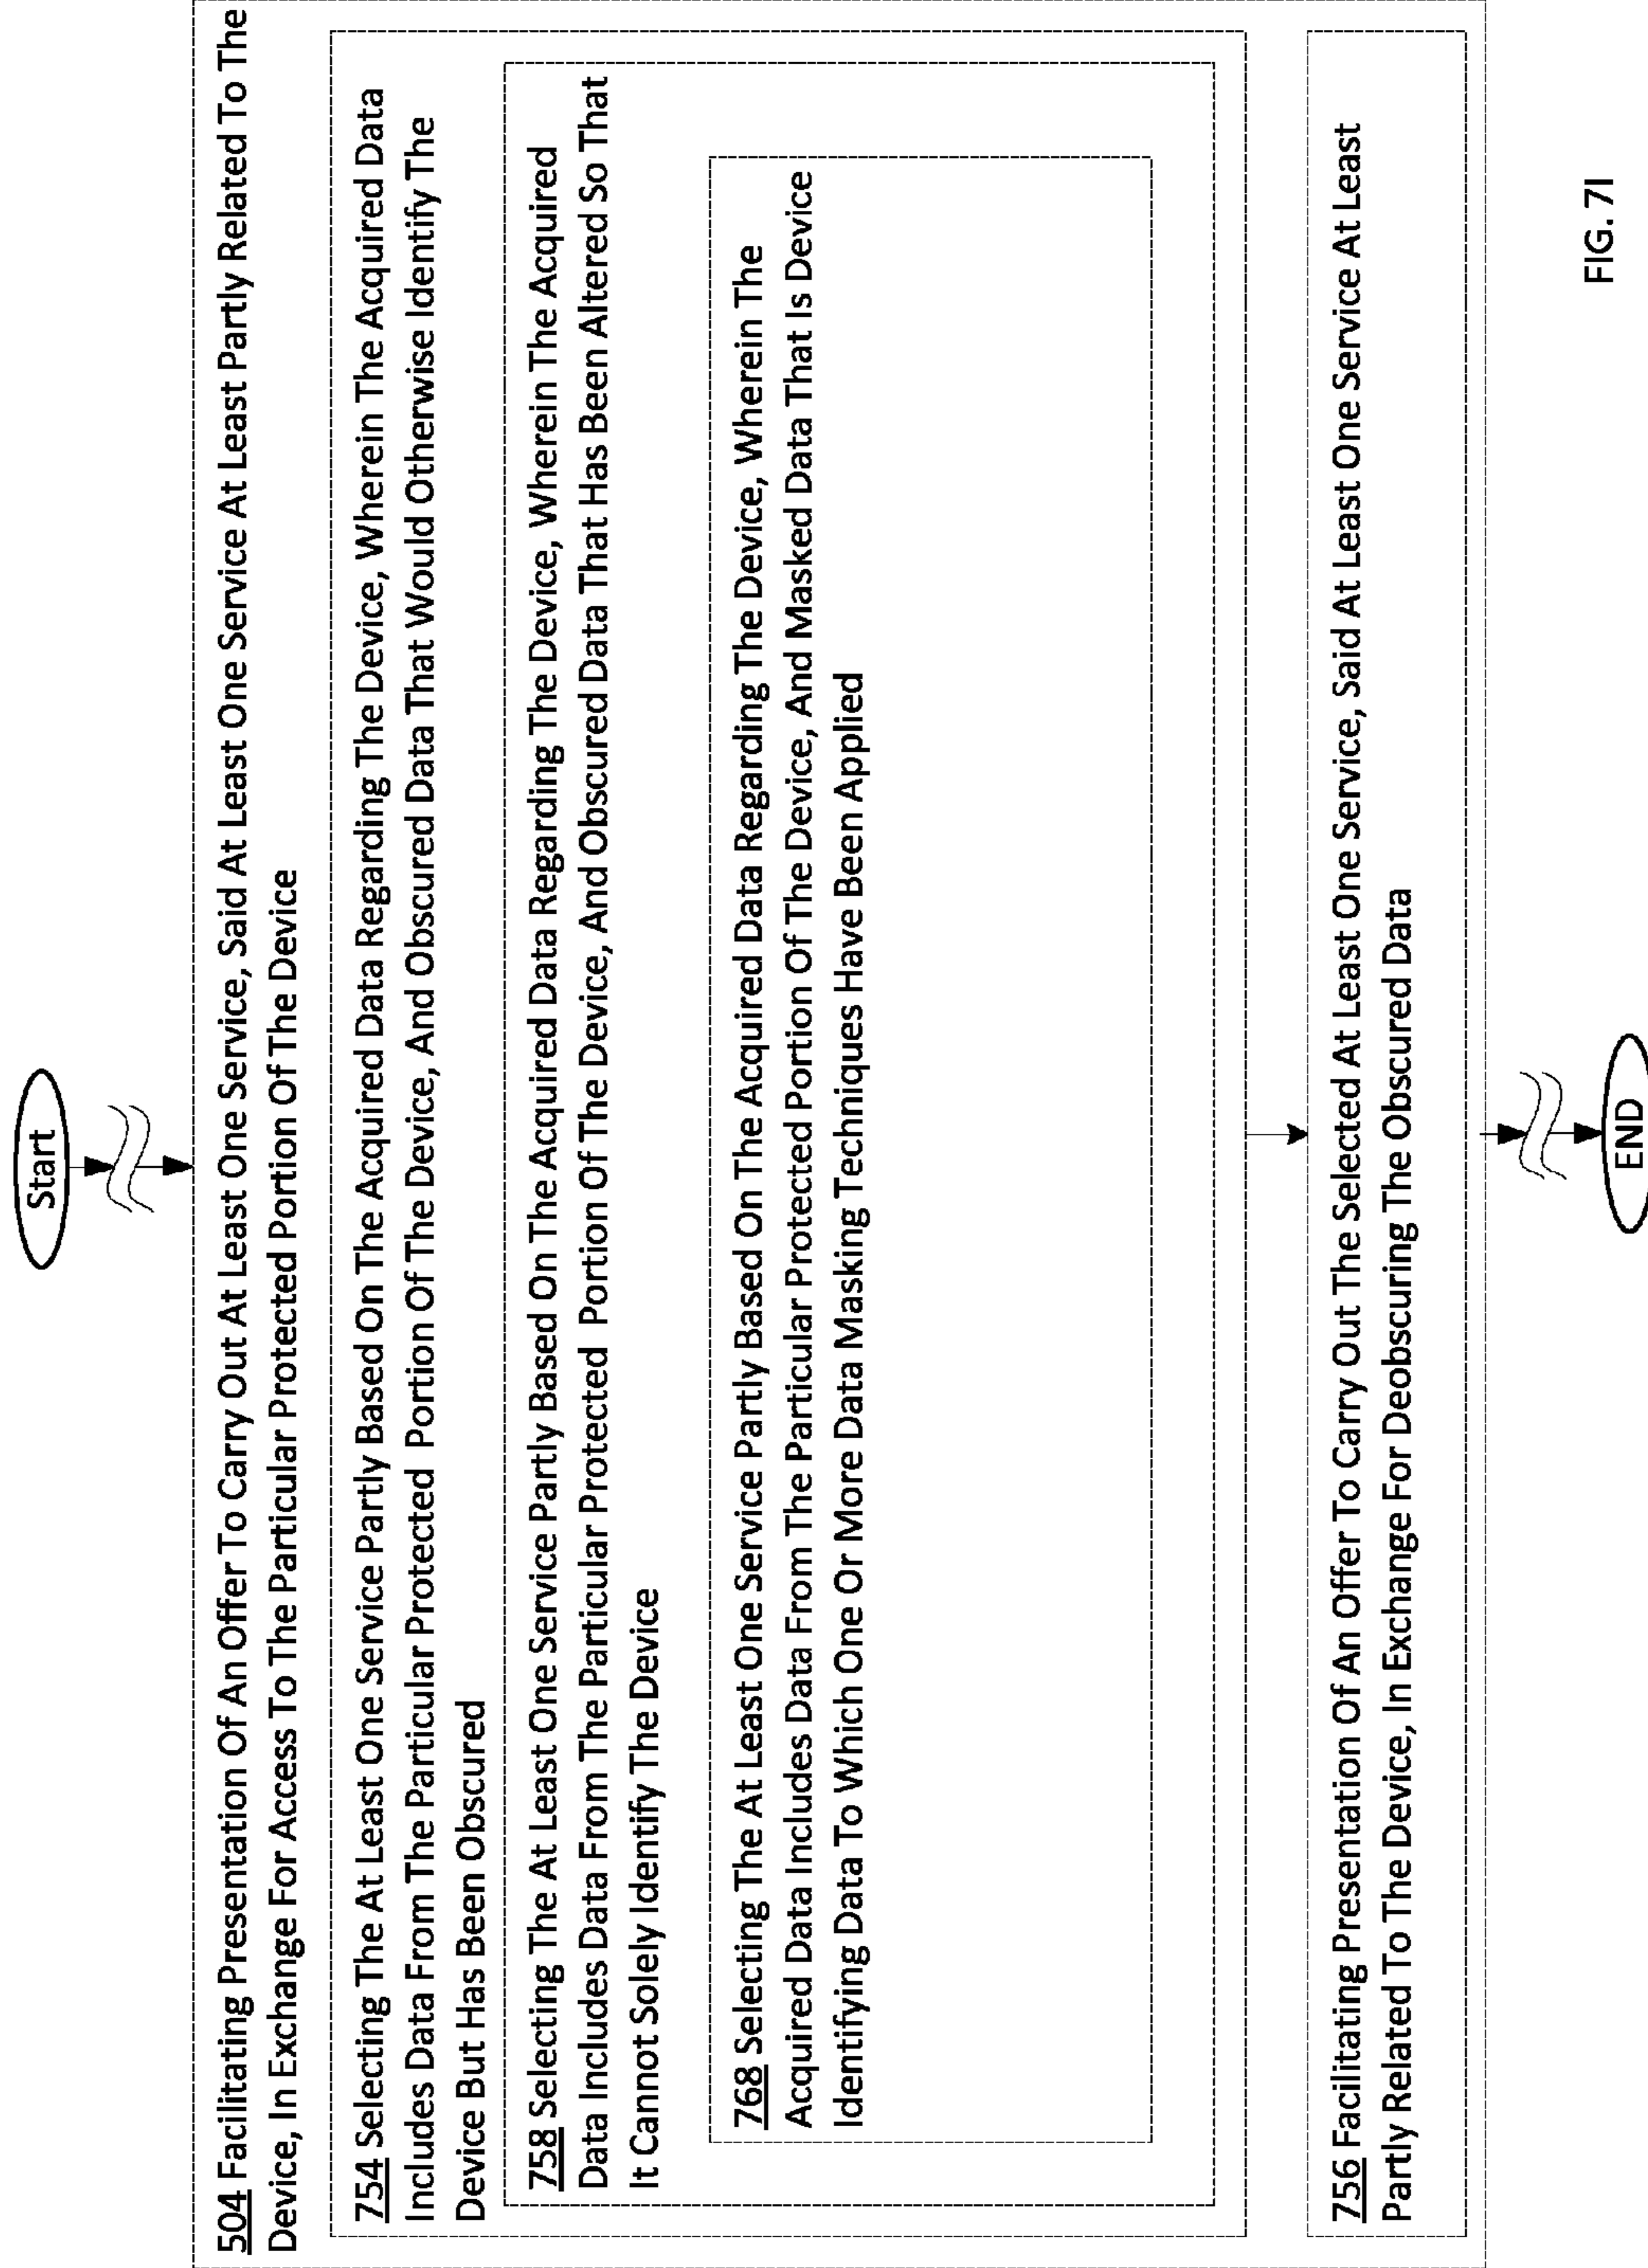 Start
504 Facilitating Presentation Of An Offer To Carry Out At Least One Service, Said At Least One Service At Least Partly Related To The
Device, In Exchange For Access To The Particular Protected Portion Of The Device
754 Selecting The At Least One Service Partly Based On The Acquired Data Regarding The Device, Wherein The Acquired Data
Includes Data From The Particular Protected Portion Of The Device, And Obscured Data That Would Otherwise Identify The
Device But Has Been Obscured
758 Selecting The At Least One Service Partly Based On The Acquired Data Regarding The Device, Wherein The Acquired
Data Includes Data From The Particular Protected Portion Of The Device, And Obscured Data That Has Been Altered So That
It Cannot Solely Identify The Device
768 Selecting The At Least One Service Partly Based On The Acquired Data Regarding The Device, Wherein The
Acquired Data Includes Data From The Particular Protected Portion Of The Device, And Masked Data That Is Device
Identifying Data To Which One Or More Data Masking Techniques Have Been Applied
756 Facilitating Presentation Of An Offer To Carry Out The Selected At Least One Service, Said At Least One Service At Least
Partly Related To The Device, In Exchange For Deobscuring The Obscured Data
END
FIG. 7I